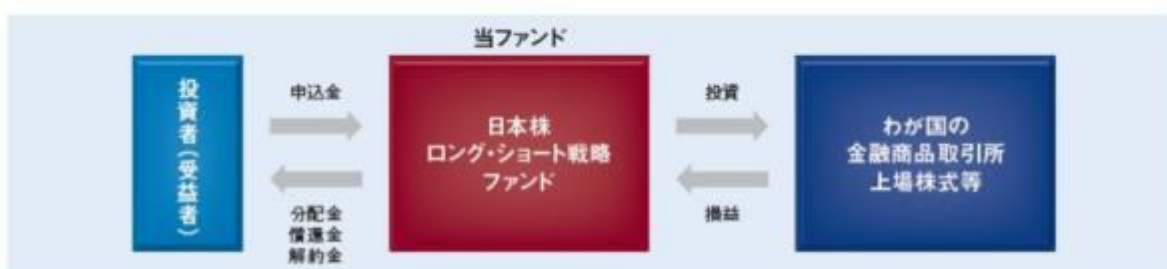 当ファンド
投資者（受益者）
申込金
分配金
償還金
解約金
日本株
ロング・ショート戦略
ファンド
投資
損益
わが国の
金融商品取引所
上場株式等